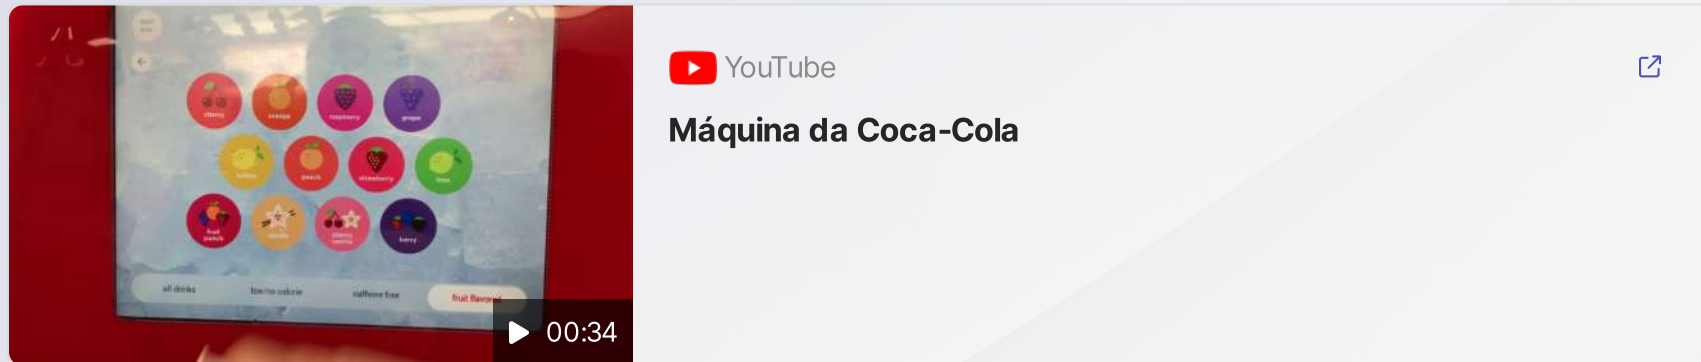 cherry
orange
raspberry
grape
lemon
peach
strawberry
lime
fruit
punch
vanilla
cherry
vanilla
berry
all drinks
low/no calorie
caffeine free
fruit flavored
00:34
YouTube
Máquina da Coca-Cola